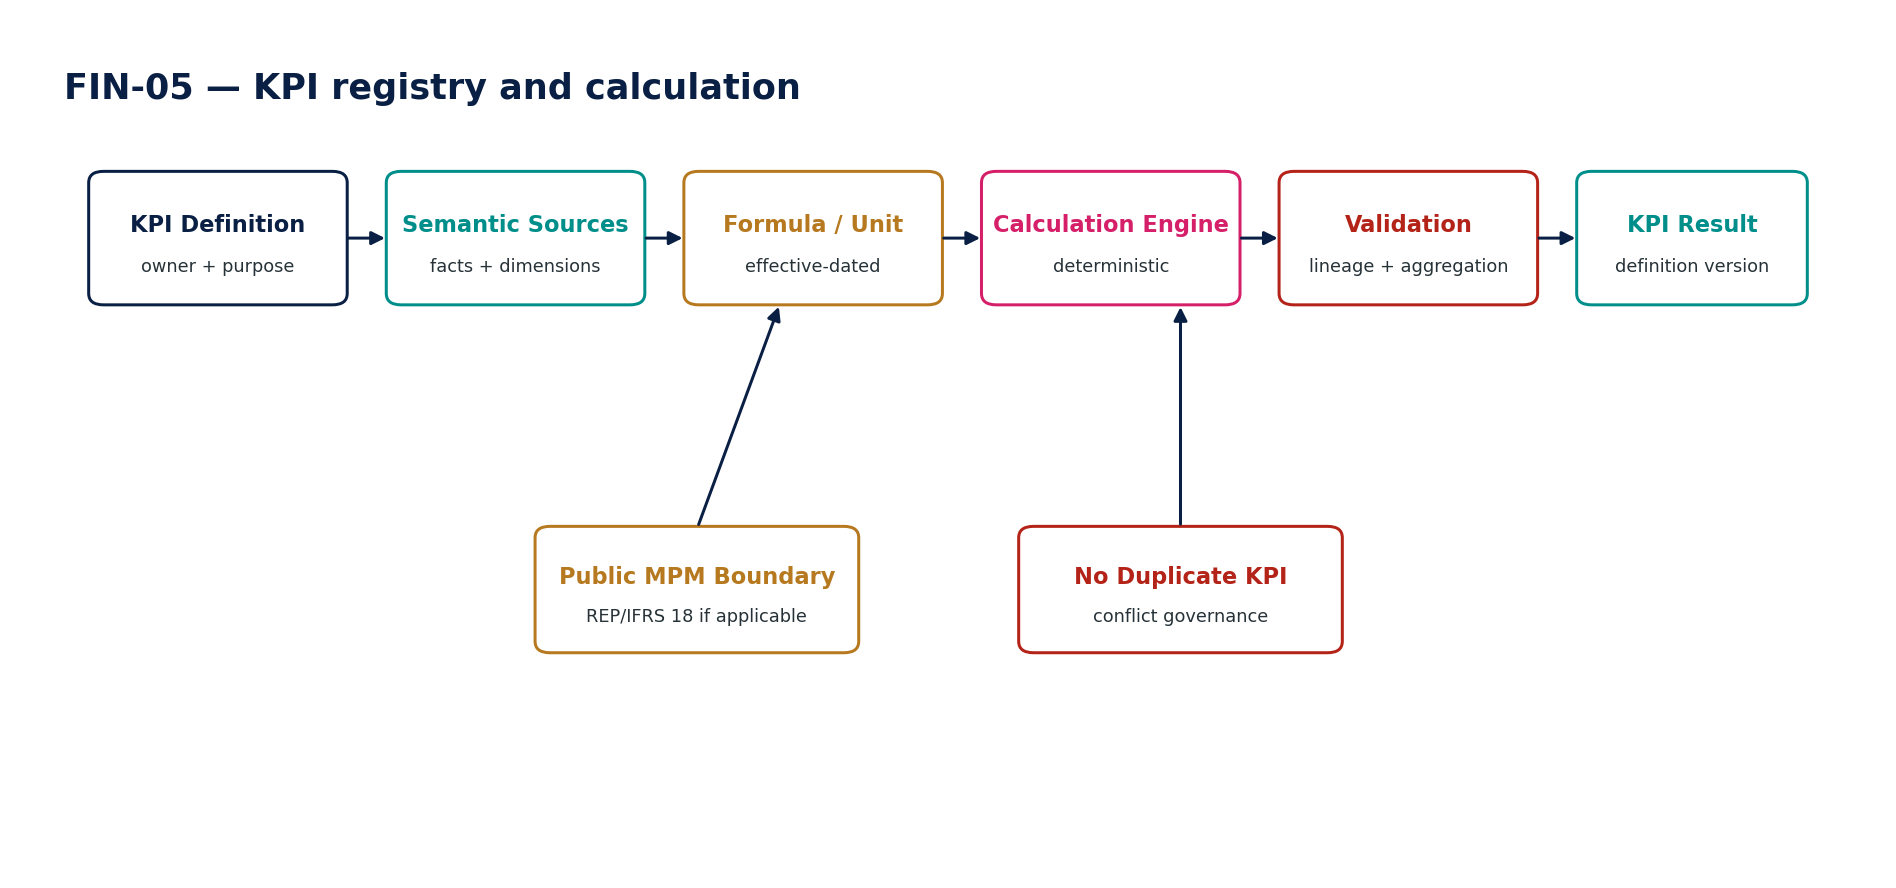 FIN-05 — KPI registry and calculation
KPI Definition
owner + purpose
Semantic Sources
facts + dimensions
Formula / Unit
effective-dated
Calculation Engine
deterministic
Validation
lineage + aggregation
KPI Result
definition version
Public MPM Boundary
REP/IFRS 18 if applicable
No Duplicate KPI
conflict governance